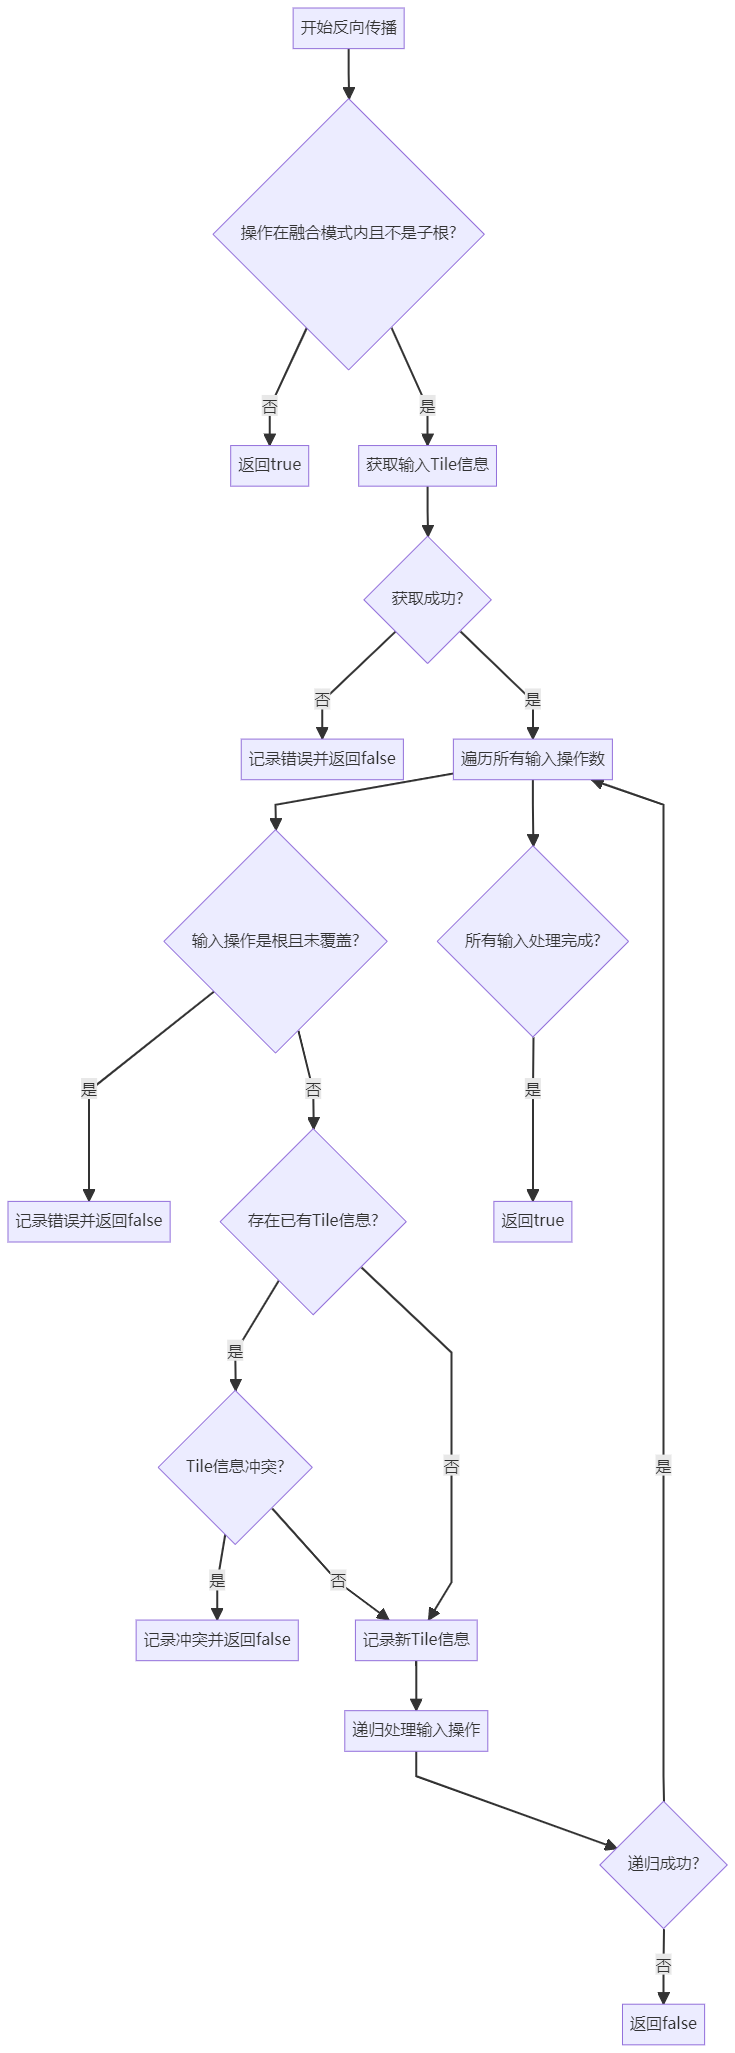 开始反向传播
操作在融合模式内且不是子根?
否
是
返回true
获取输入Tile信息
获取成功?
否
是
记录错误并返回false
遍历所有输入操作数
输入操作是根且未覆盖?
所有输入处理完成?
是
否
是
记录错误并返回false
存在已有Tile信息?
返回true
是
Tile信息冲突?
否
是
是
否
记录冲突并返回false
记录新Tile信息
递归处理输入操作
递归成功?
否
返回false